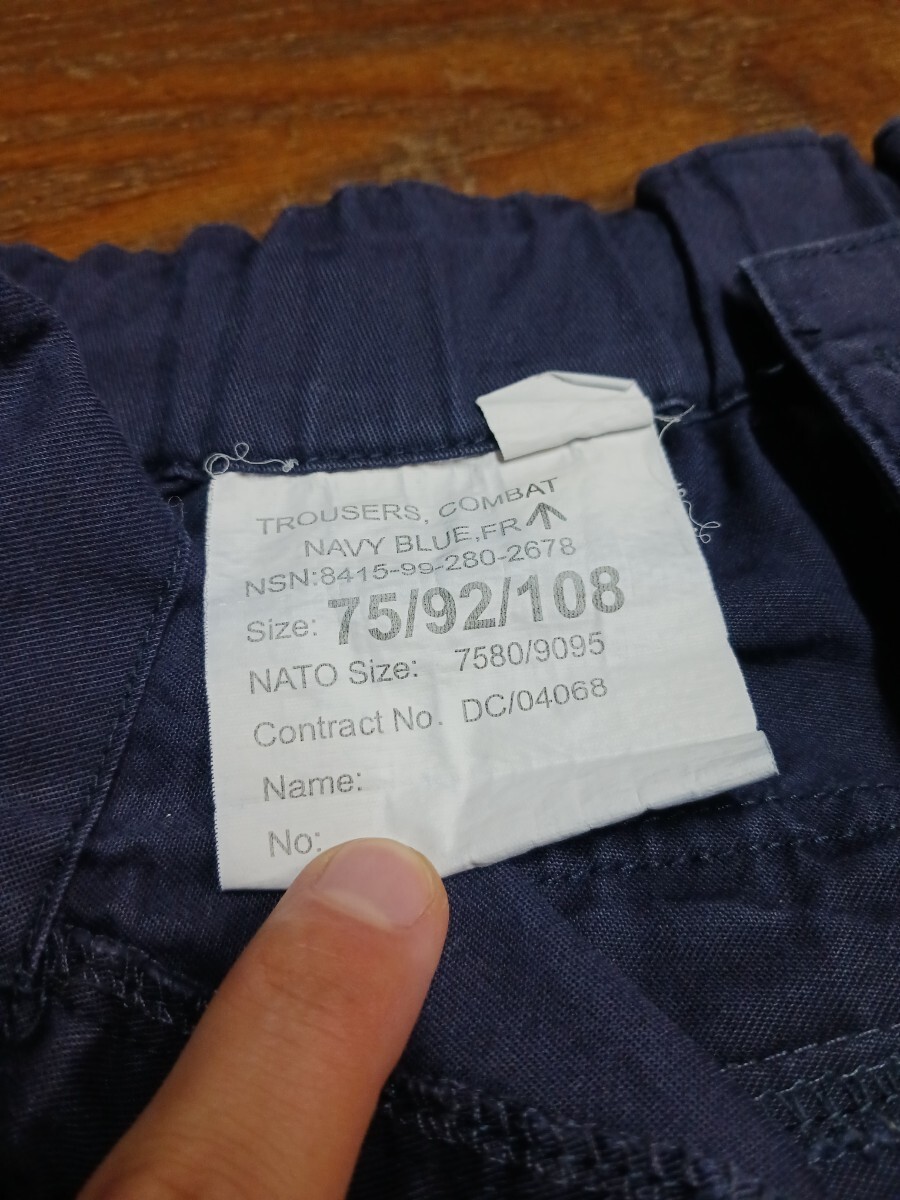 TROUSERS, COMBAT
NAVY BLUE,FR
NSN:8415-99-280-2678
Size: 75/92/108
NATO Size: 7580/9095
Contract No. DC/04068
Name:
No: